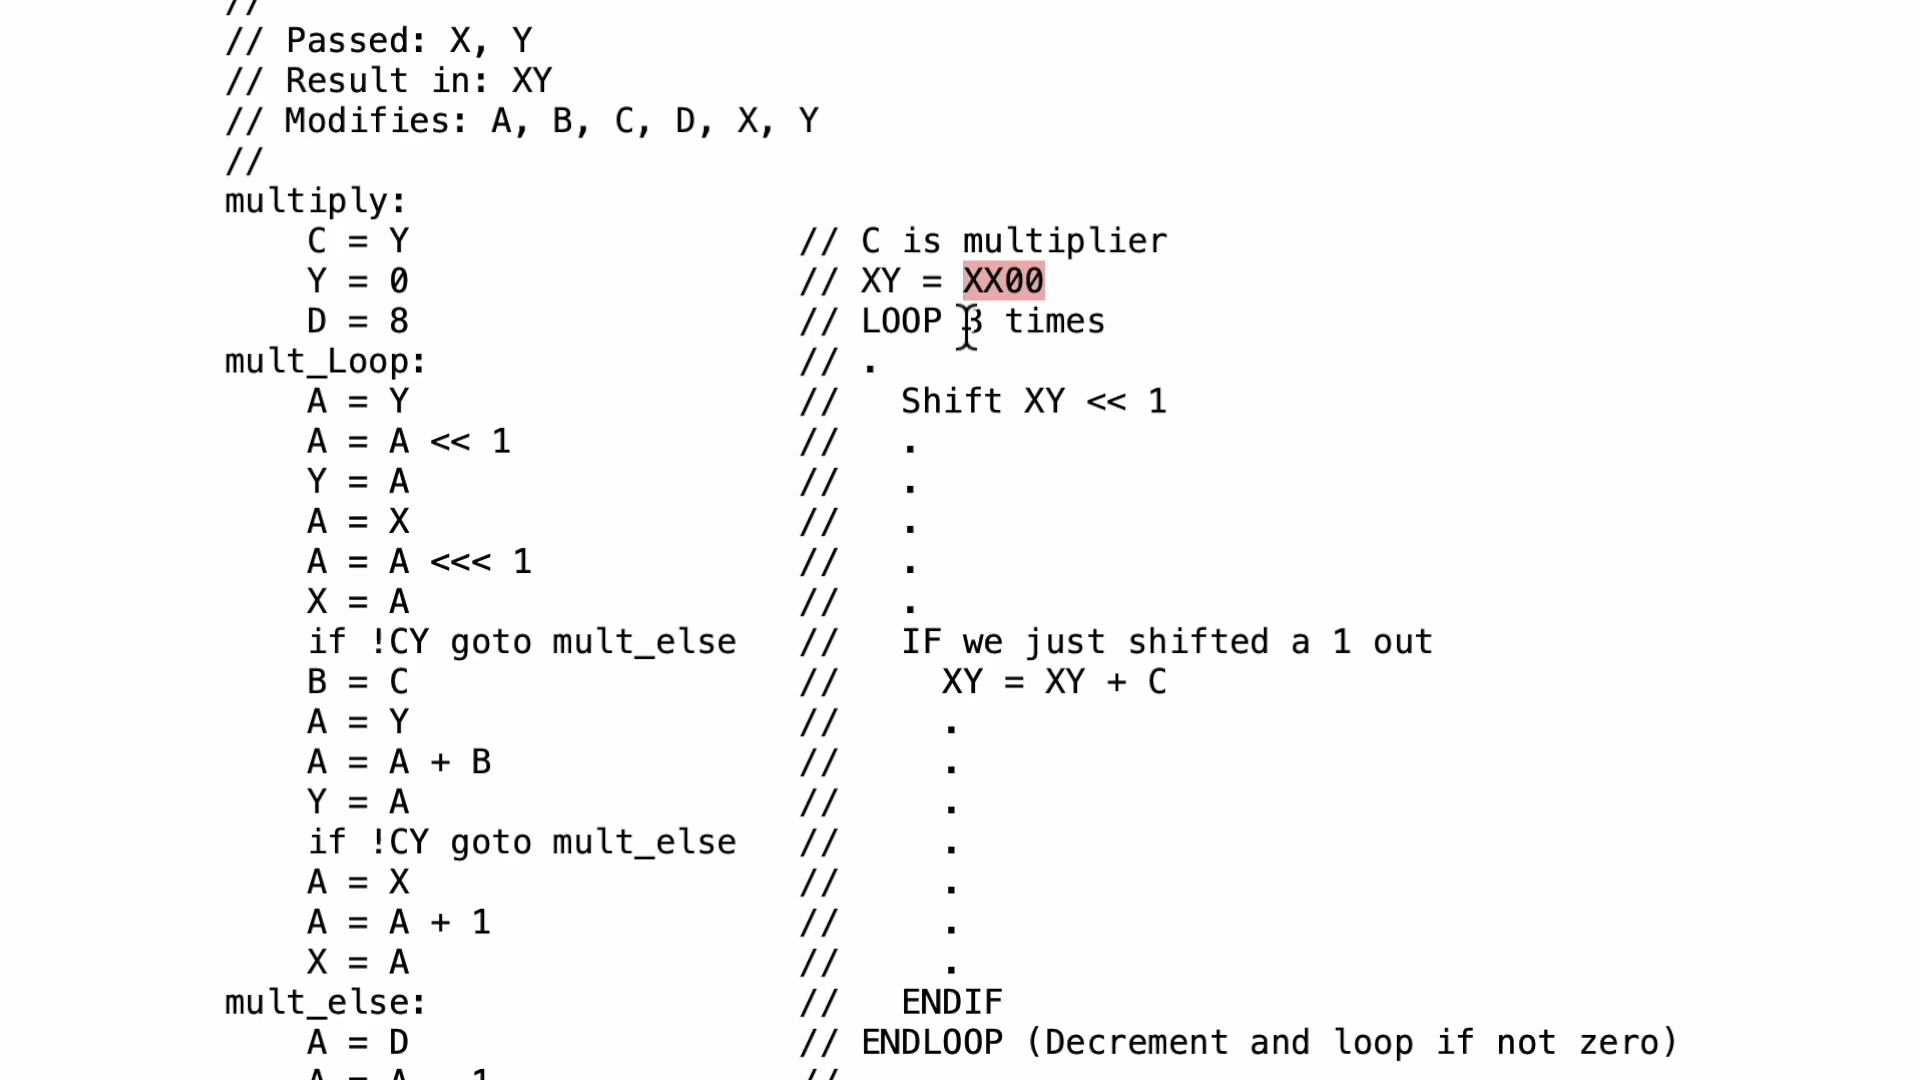 //
// Passed: X, Y
// Result in: XY
// Modifies: A, B, C, D, X, Y
//
multiply:
    C = Y                   // C is multiplier
    Y = 0                   // XY = XX00
    D = 8                   // LOOP 8 times
mult_Loop:                  // .
    A = Y                   //   Shift XY << 1
    A = A << 1              //   .
    Y = A                   //   .
    A = X                   //   .
    A = A <<< 1             //   .
    X = A                   //   .
    if !CY goto mult_else   //   IF we just shifted a 1 out
    B = C                   //     XY = XY + C
    A = Y                   //     .
    A = A + B               //     .
    Y = A                   //     .
    if !CY goto mult_else   //     .
    A = X                   //     .
    A = A + 1               //     .
    X = A                   //     .
mult_else:                  //   ENDIF
    A = D                   // ENDLOOP (Decrement and loop if not zero)
    A = A - 1               //